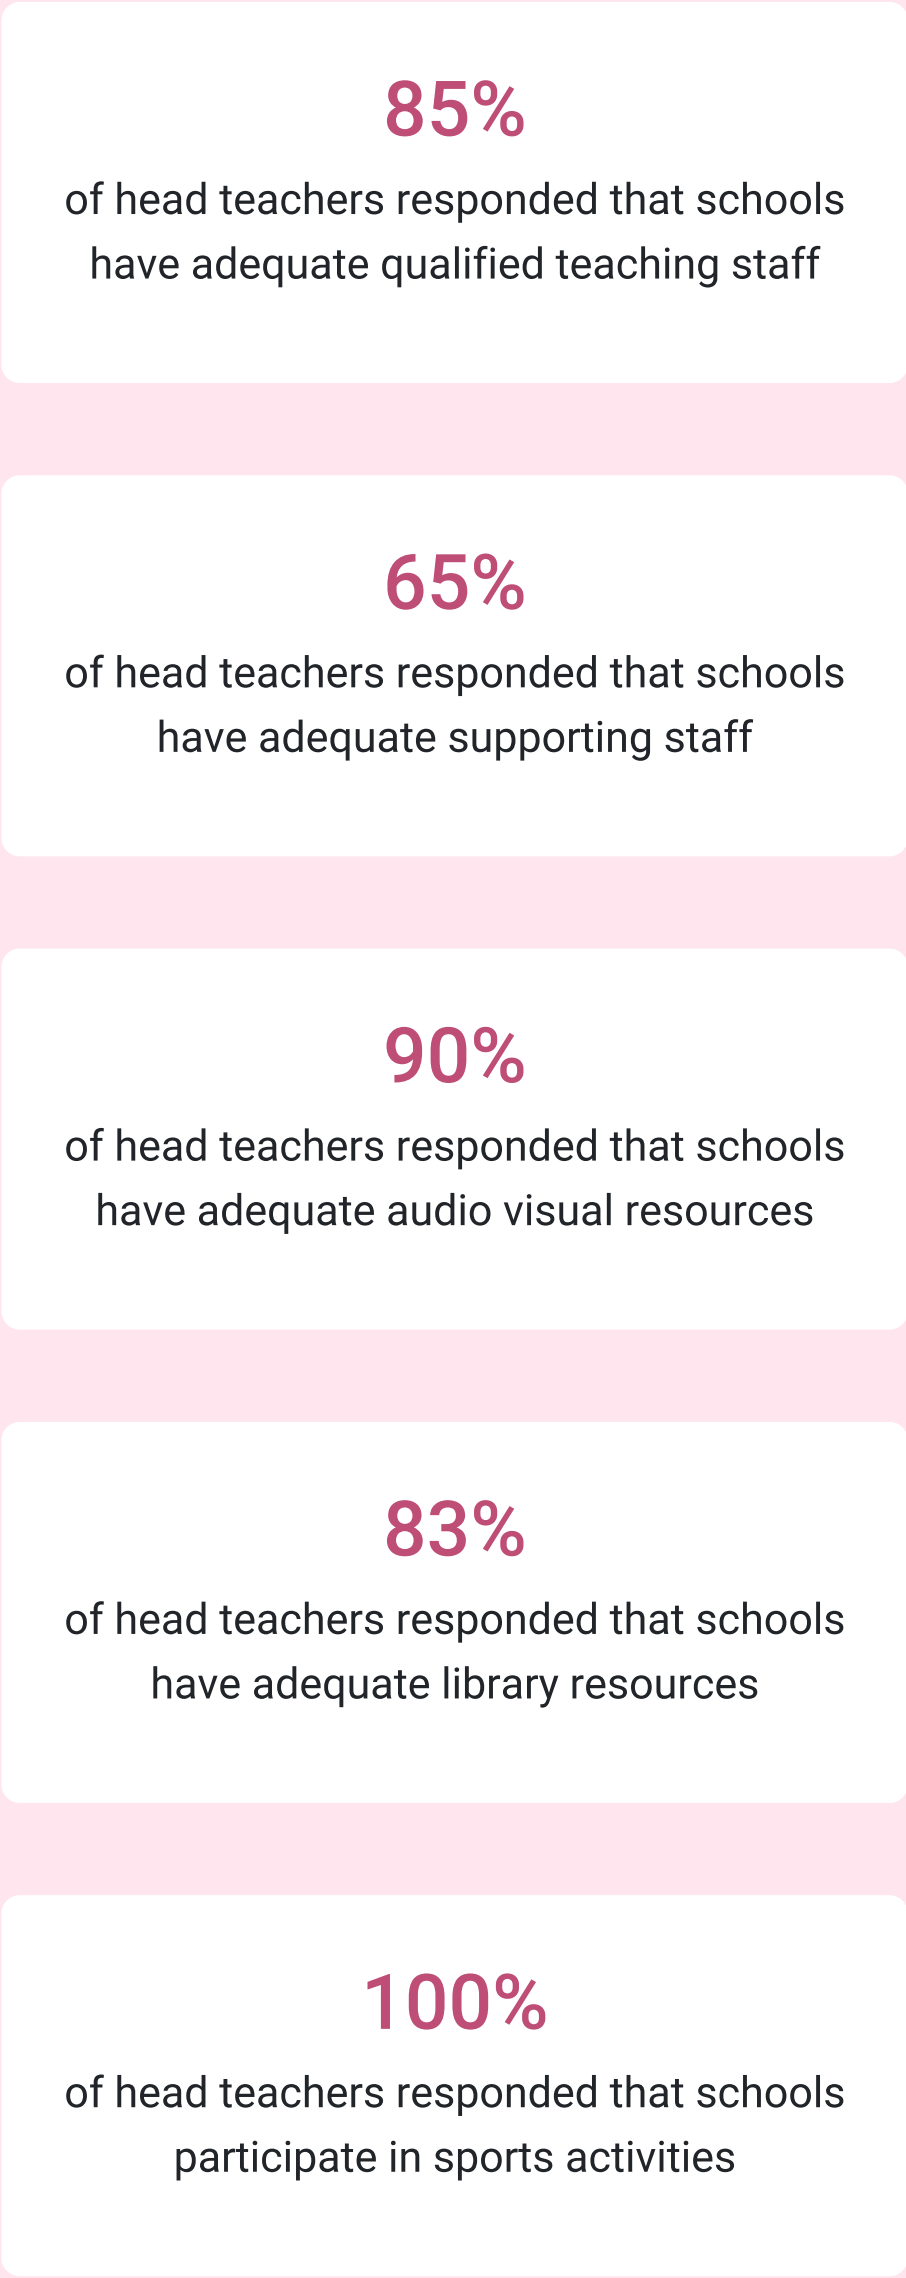 85%
of head teachers responded that schools
have adequate qualified teaching staff
65%
of head teachers responded that schools
have adequate supporting staff
90%
of head teachers responded that schools
have adequate audio visual resources
83%
of head teachers responded that schools
have adequate library resources
100%
of head teachers responded that schools
participate in sports activities